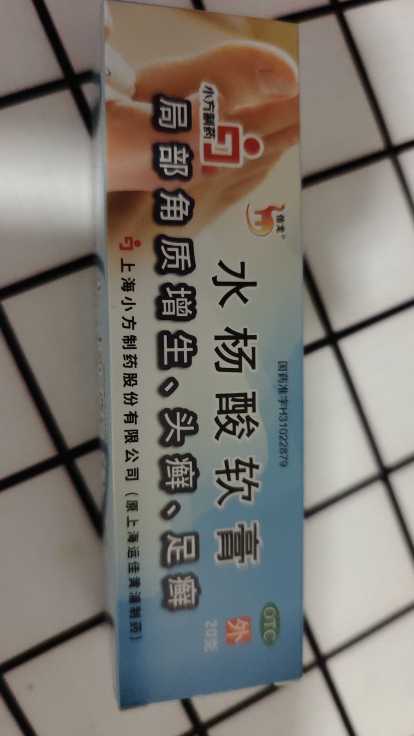 信龙®
国药准字H31022879
小方制药
水杨酸软膏
OTC
外
局部角质增生、头癣、足癣
20克
上海小方制药股份有限公司(原上海运佳黄浦制药)